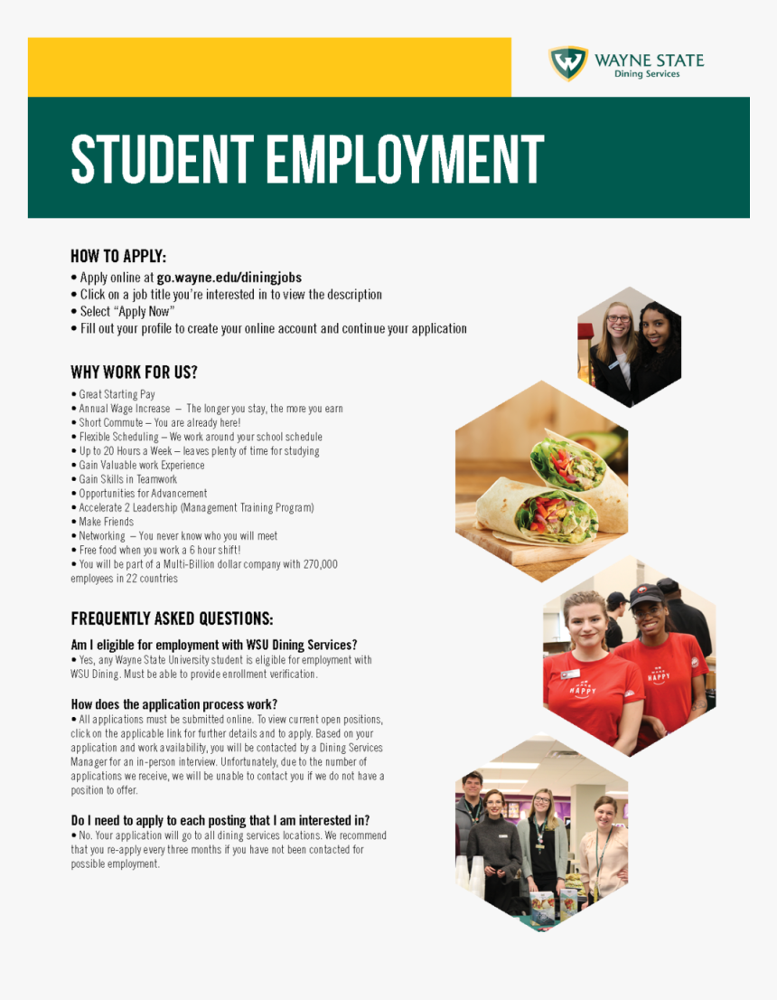 WAYNE STATE
Dining Services
STUDENT EMPLOYMENT
HOW TO APPLY:
• Apply online at go.wayne.edu/diningjobs
• Click on a job title you're interested in to view the description
• Select “Apply Now”
• Fill out your profile to create your online account and continue your application
WHY WORK FOR US?
• Great Starting Pay
• Annual Wage Increase – The longer you stay, the more you earn
• Short Commute – You are already here!
• Flexible Scheduling – We work around your school schedule
• Up to 20 Hours a Week – leaves plenty of time for studying
• Gain Valuable work Experience
• Gain Skills in Teamwork
• Opportunities for Advancement
• Accelerate 2 Leadership (Management Training Program)
• Make Friends
• Networking – You never know who you will meet
• Free food when you work a 6 hour shift!
• You will be part of a Multi-Billion dollar company with 270,000
employees in 22 countries
FREQUENTLY ASKED QUESTIONS:
Am I eligible for employment with WSU Dining Services?
• Yes, any Wayne State University student is eligible for employment with
WSU Dining. Must be able to provide enrollment verification.
How does the application process work?
• All applications must be submitted online. To view current open positions,
click on the applicable link for further details and to apply. Based on your
application and work availability, you will be contacted by a Dining Services
Manager for an in-person interview. Unfortunately, due to the number of
applications we receive, we will be unable to contact you if we do not have a
position to offer.
Do I need to apply to each posting that I am interested in?
• No. Your application will go to all dining services locations. We recommend
that you re-apply every three months if you have not been contacted for
possible employment.
HAPPY
HAPPY